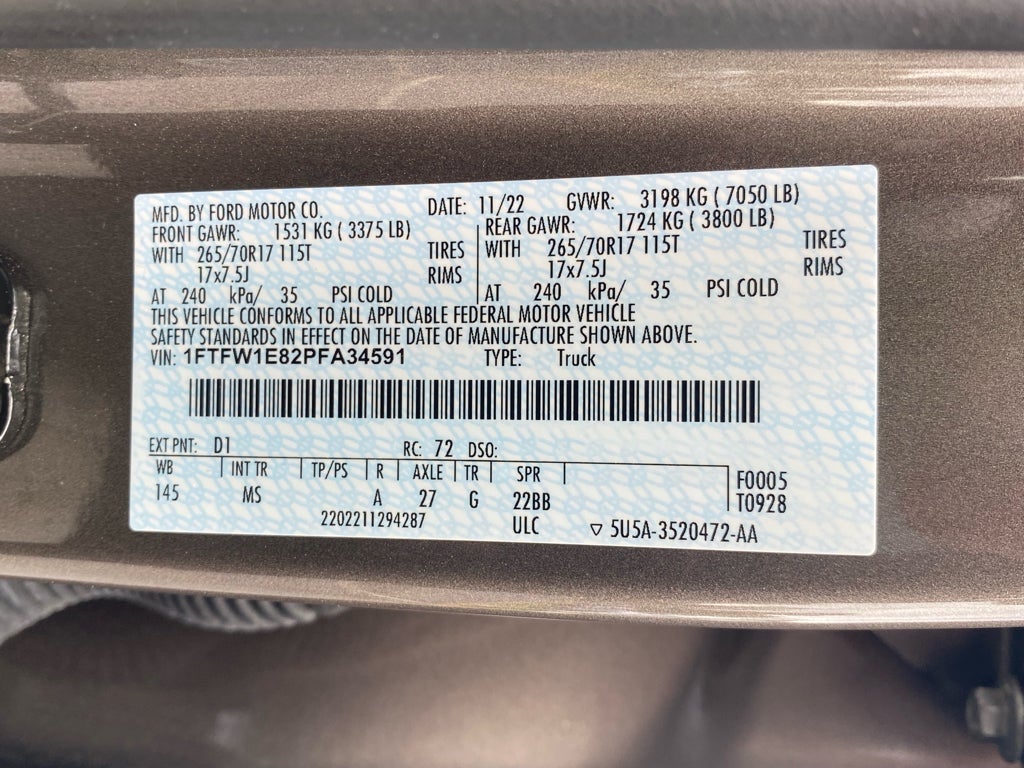 MFD. BY FORD MOTOR CO. DATE: 11/22 GVWR: 3198 KG ( 7050 LB)
FRONT GAWR: 1531 KG ( 3375 LB) REAR GAWR: 1724 KG ( 3800 LB)
WITH 265/70R17 115T TIRES WITH 265/70R17 115T TIRES
17x7.5J RIMS 17x7.5J RIMS
AT 240 kPa/ 35 PSI COLD AT 240 kPa/ 35 PSI COLD
THIS VEHICLE CONFORMS TO ALL APPLICABLE FEDERAL MOTOR VEHICLE
SAFETY STANDARDS IN EFFECT ON THE DATE OF MANUFACTURE SHOWN ABOVE.
VIN: 1FTFW1E82PFA34591 TYPE: Truck
EXT PNT: D1 RC: 72 DSO:
WB INT TR TP/PS R AXLE TR SPR F0005
145 MS A 27 G 22BB T0928
2202211294287 ULC ▽ 5U5A-3520472-AA